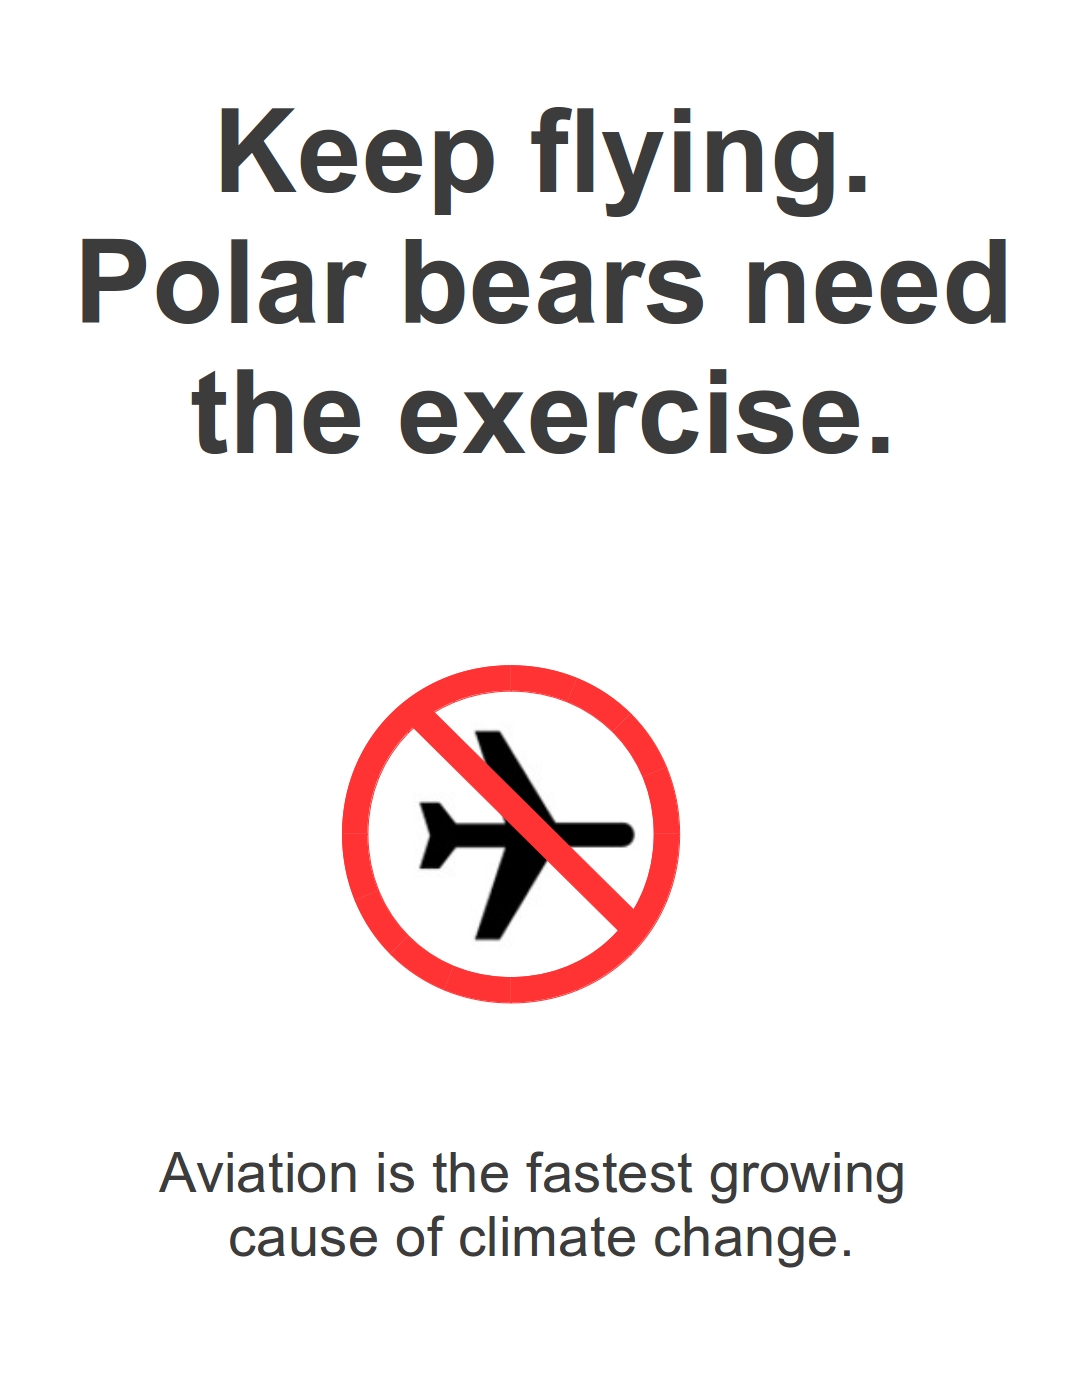 Keep flying.
Polar bears need
the exercise.
Aviation is the fastest growing
cause of climate change.